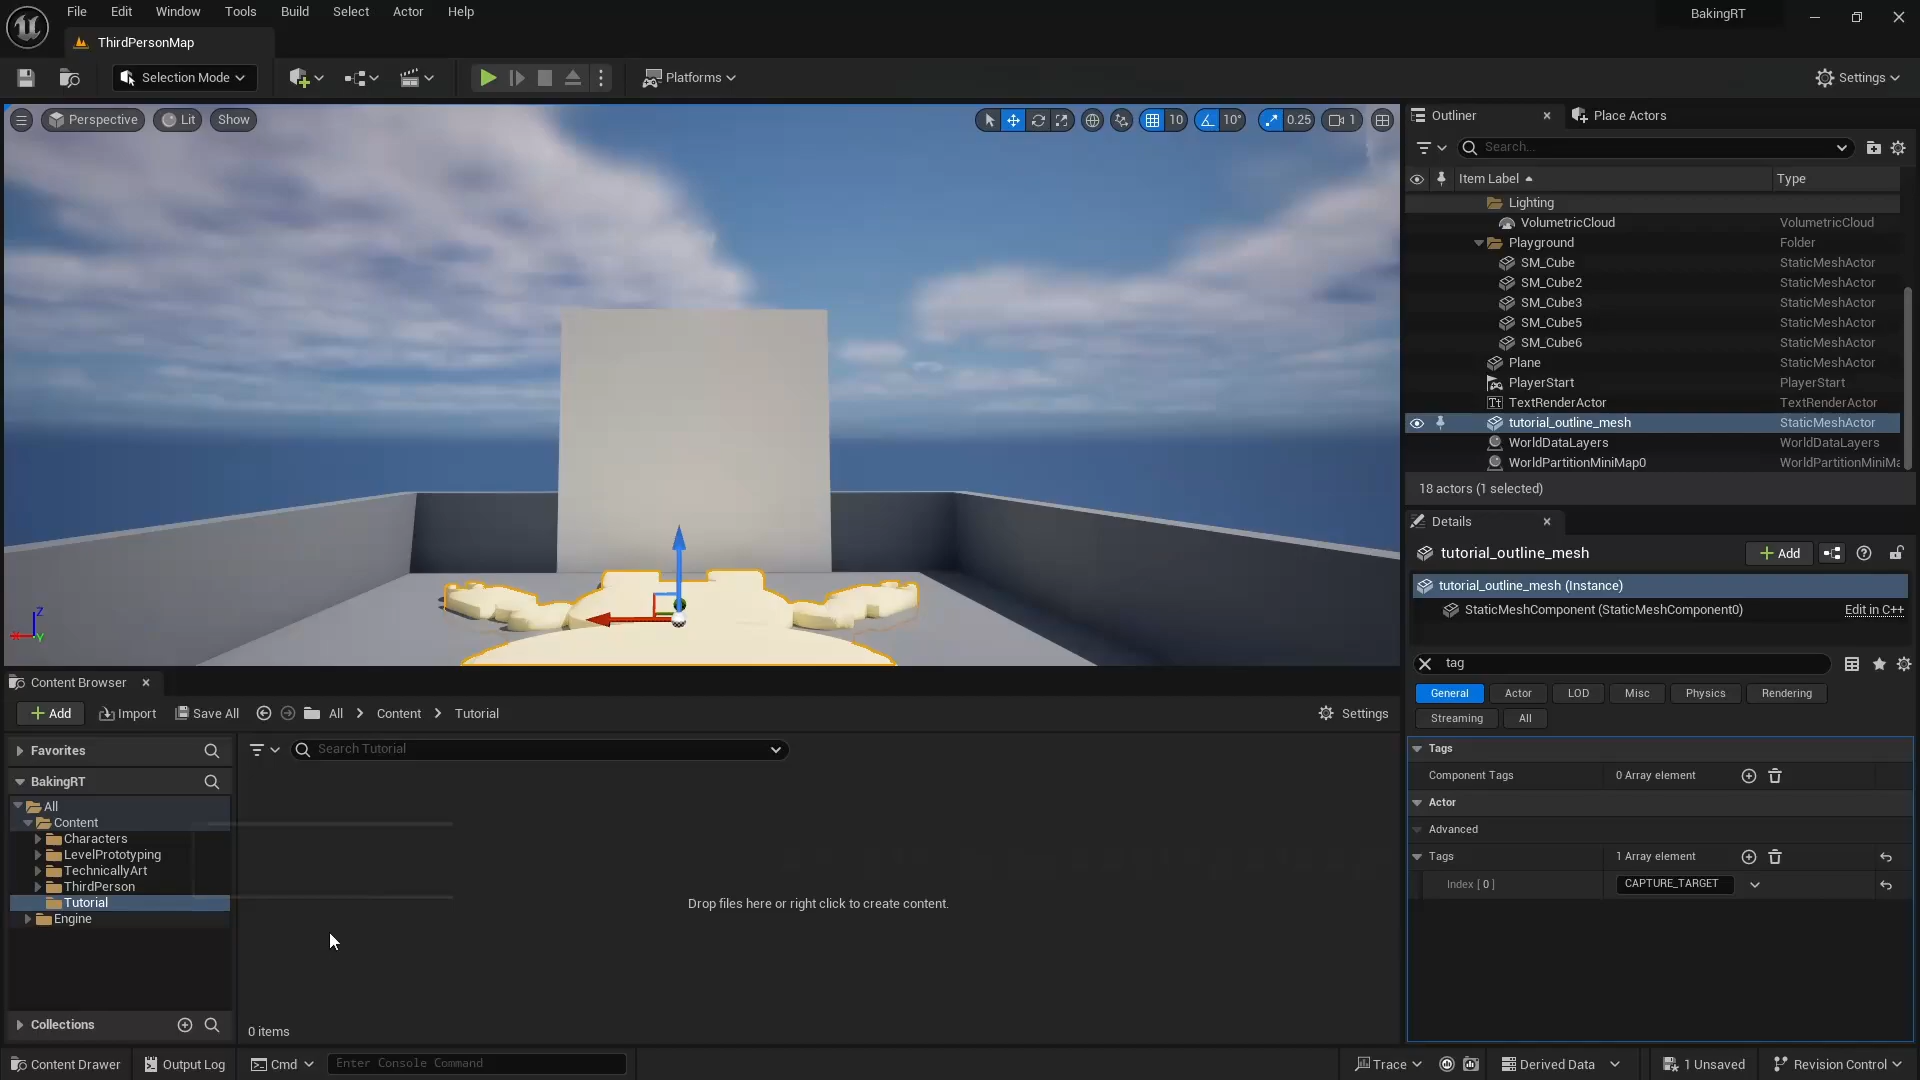 File Edit Window Tools Build Select Actor Help
BakingRT
ThirdPersonMap
Selection Mode
Platforms
Settings
Perspective Lit Show
10 10° 0.25 1
Outliner
Place Actors
Search...
Item Label Type
Lighting
VolumetricCloud VolumetricCloud
Playground Folder
SM_Cube StaticMeshActor
SM_Cube2 StaticMeshActor
SM_Cube3 StaticMeshActor
SM_Cube5 StaticMeshActor
SM_Cube6 StaticMeshActor
Plane StaticMeshActor
PlayerStart PlayerStart
TextRenderActor TextRenderActor
tutorial_outline_mesh StaticMeshActor
WorldDataLayers WorldDataLayers
WorldPartitionMiniMap0 WorldPartitionMiniMa
18 actors (1 selected)
Details
tutorial_outline_mesh
Add
tutorial_outline_mesh (Instance)
StaticMeshComponent (StaticMeshComponent0) Edit in C++
tag
General Actor LOD Misc Physics Rendering
Streaming All
Tags
Component Tags 0 Array element
Actor
Advanced
Tags 1 Array element
Index [ 0 ] CAPTURE_TARGET
Z
X Y
Content Browser
Add Import Save All All Content Tutorial Settings
Favorites
Search Tutorial
BakingRT
All
Content
Characters
LevelPrototyping
TechnicallyArt
ThirdPerson
Tutorial
Engine
Drop files here or right click to create content.
Collections
0 items
Content Drawer Output Log Cmd Enter Console Command Trace Derived Data 1 Unsaved Revision Control